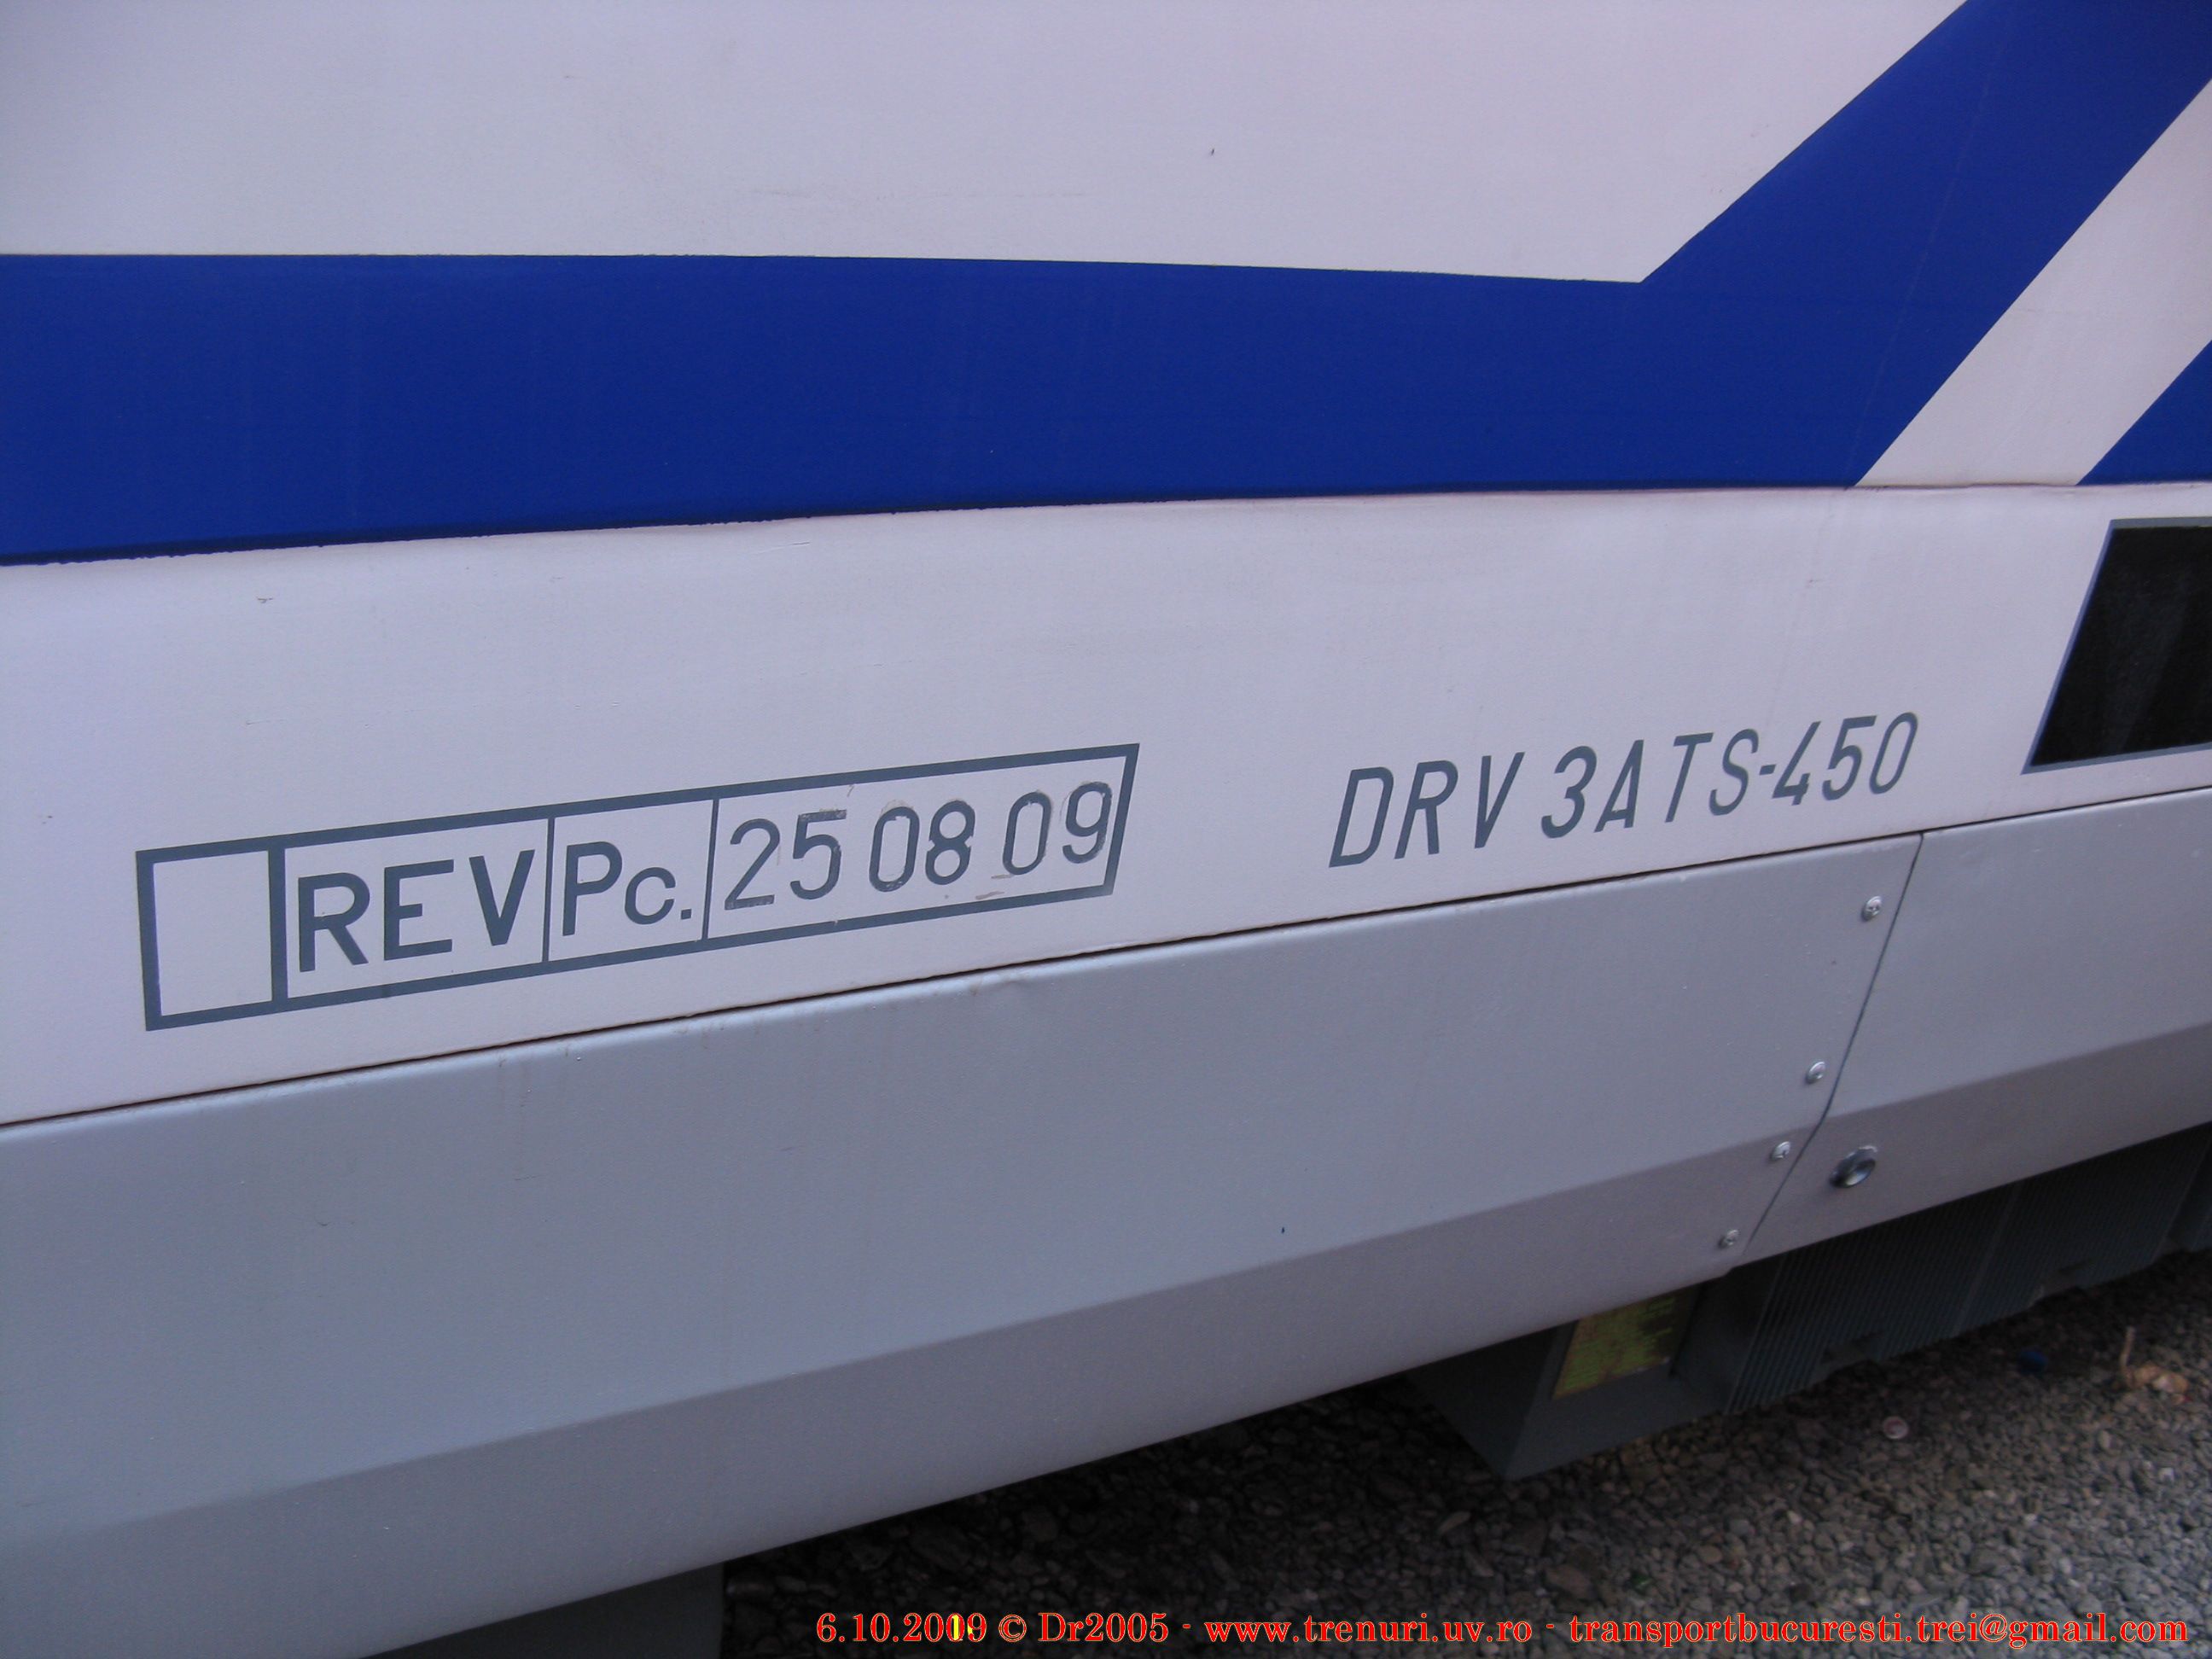 REV Pc. 25 08 09
DRV 3ATS-450
6.10.2009 © Dr2005 - www.trenuri.uv.ro - transportbucuresti.trei@gmail.com